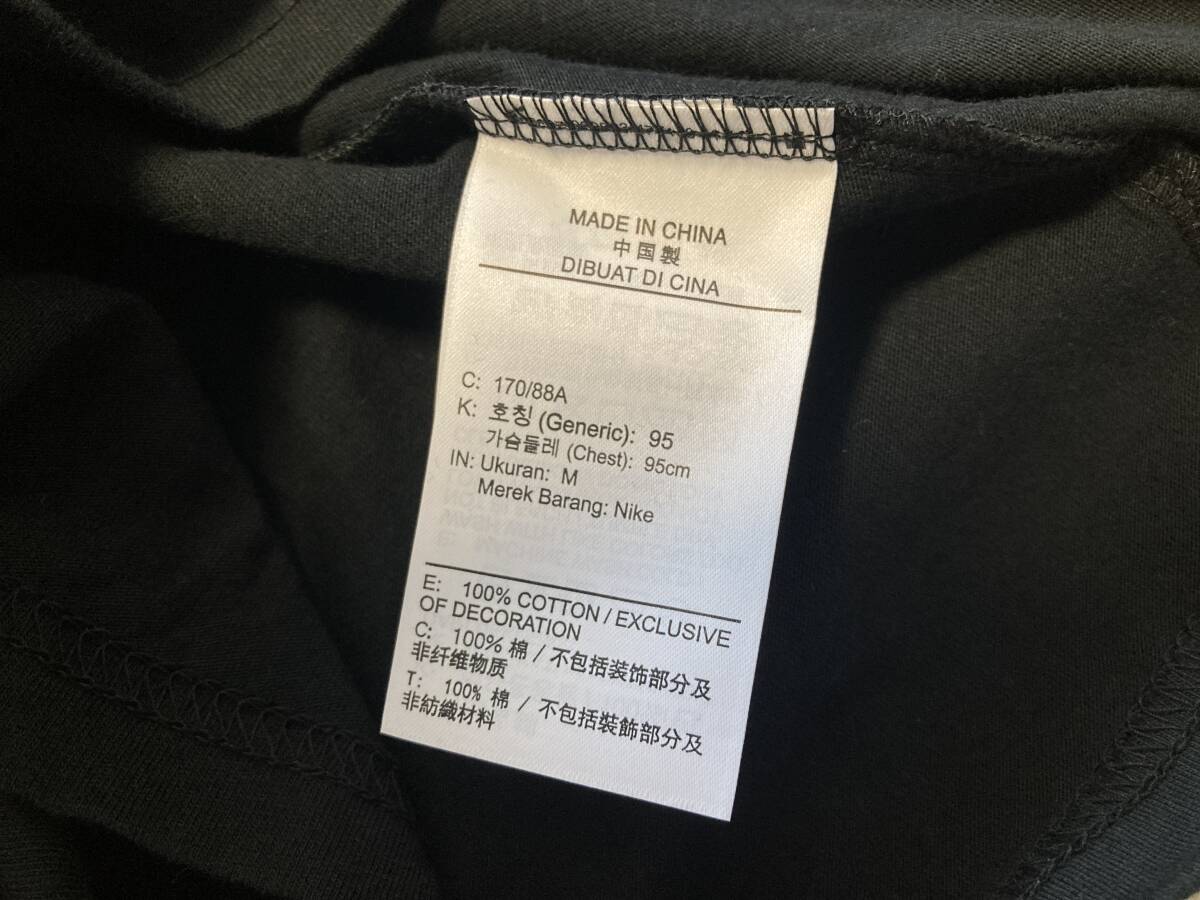 MADE IN CHINA
中国製
DIBUAT DI CINA
C: 170/88A
K: 호칭 (Generic): 95
가슴둘레 (Chest): 95cm
IN: Ukuran: M
Merek Barang: Nike
E: 100% COTTON / EXCLUSIVE
OF DECORATION
C: 100% 棉 / 不包括装饰部分及
非纤维物质
T: 100% 棉 / 不包括裝飾部分及
非紡織材料